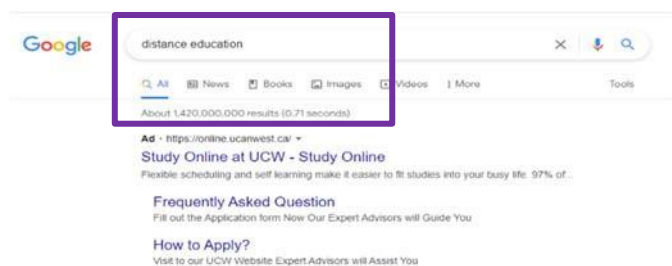 Google distance education
All News Books Images Videos More Tools
About 1,420,000,000 results (0.71 seconds)
Ad · https://online.ucanwest.ca/
Study Online at UCW - Study Online
Flexible scheduling and self learning make it easier to fit studies into your busy life. 97% of...
Frequently Asked Question
Fill out the Application form Now Our Expert Advisors will Guide You
How to Apply?
Visit to our UCW Website Expert Advisors will Assist You